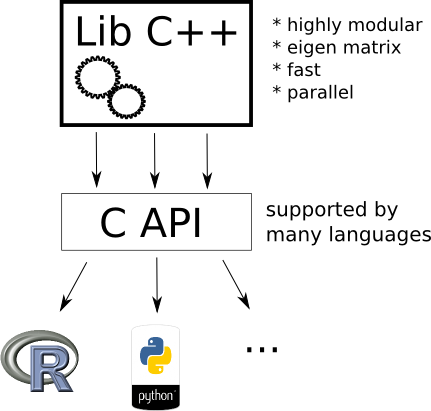 Lib C++
* highly modular
* eigen matrix
* fast
* parallel
C API
supported by
many languages
R
python
...